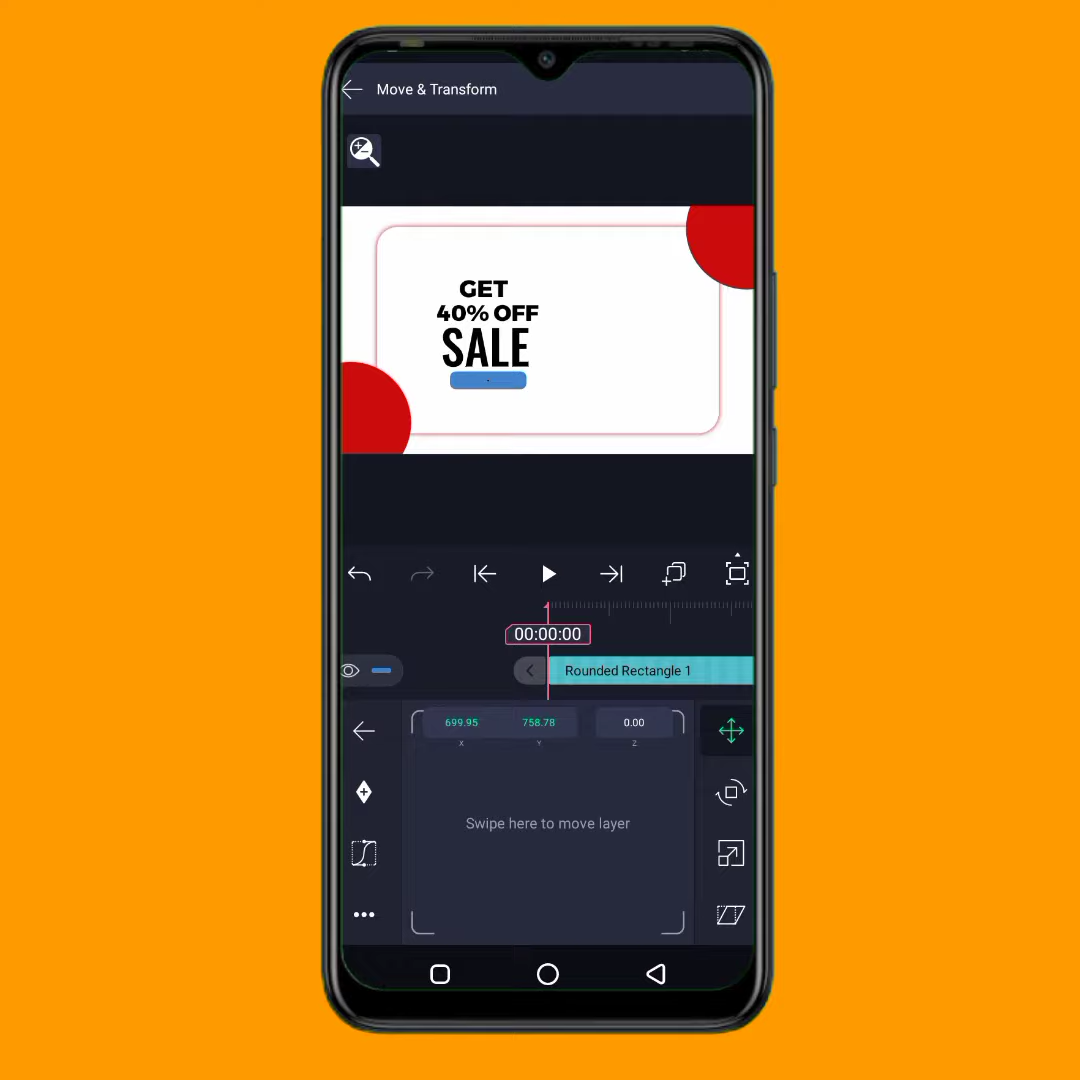 Move & Transform
GET
40% OFF
SALE
00:00:00
Rounded Rectangle 1
699.95 758.78 0.00
X Y Z
Swipe here to move layer